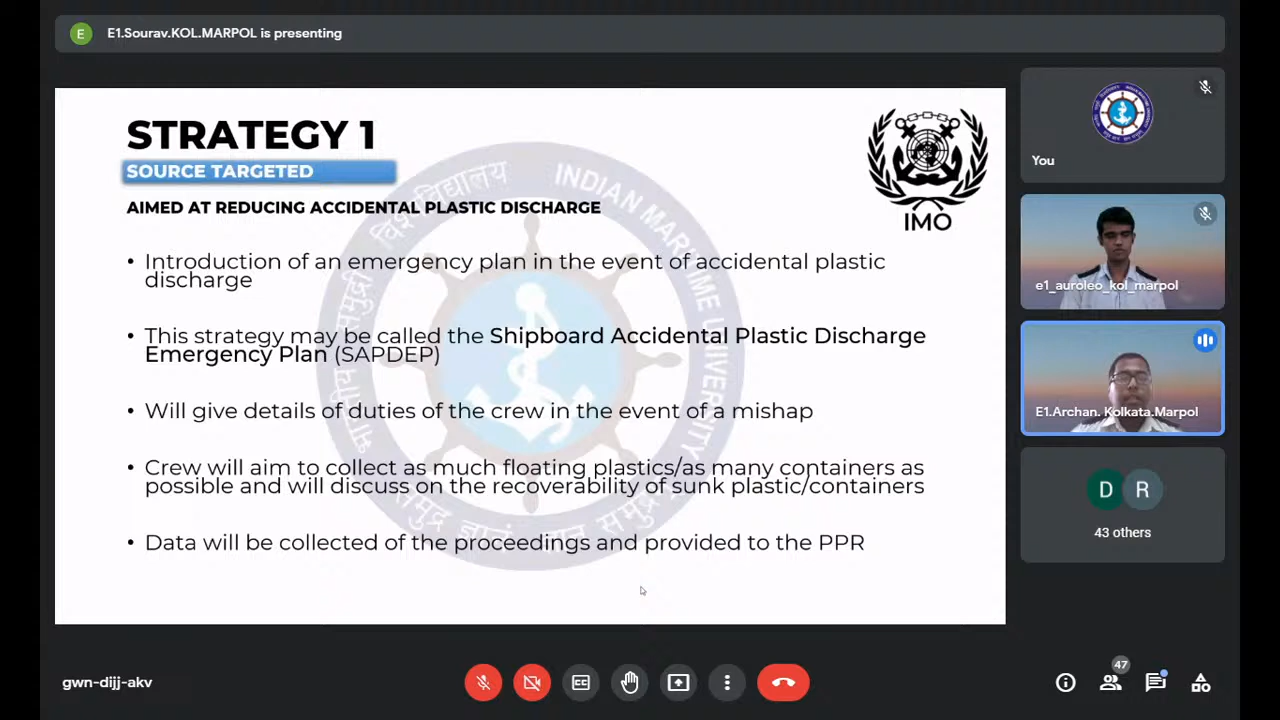 E
E1.Sourav.KOL.MARPOL is presenting
STRATEGY 1
SOURCE TARGETED
AIMED AT REDUCING ACCIDENTAL PLASTIC DISCHARGE
IMO
• Introduction of an emergency plan in the event of accidental plastic
discharge
• This strategy may be called the Shipboard Accidental Plastic Discharge
Emergency Plan (SAPDEP)
• Will give details of duties of the crew in the event of a mishap
• Crew will aim to collect as much floating plastics/as many containers as
possible and will discuss on the recoverability of sunk plastic/containers
• Data will be collected of the proceedings and provided to the PPR
INDIAN MARITIME UNIVERSITY
विश्वविद्यालय
You
e1_auroleo_kol_marpol
E1.Archan. Kolkata.Marpol
D R
43 others
gwn-dijj-akv
CC
47